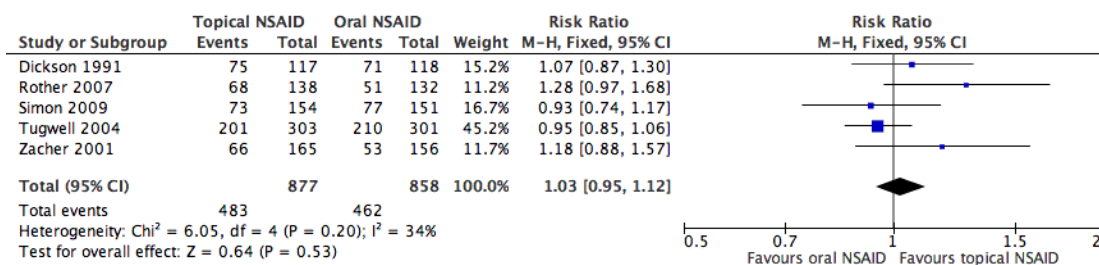 Topical NSAID Oral NSAID Risk Ratio Risk Ratio
Study or Subgroup Events Total Events Total Weight M-H, Fixed, 95% CI M-H, Fixed, 95% CI
Dickson 1991 75 117 71 118 15.2% 1.07 [0.87, 1.30]
Rother 2007 68 138 51 132 11.2% 1.28 [0.97, 1.68]
Simon 2009 73 154 77 151 16.7% 0.93 [0.74, 1.17]
Tugwell 2004 201 303 210 301 45.2% 0.95 [0.85, 1.06]
Zacher 2001 66 165 53 156 11.7% 1.18 [0.88, 1.57]
Total (95% CI) 877 858 100.0% 1.03 [0.95, 1.12]
Total events 483 462
Heterogeneity: Chi² = 6.05, df = 4 (P = 0.20); I² = 34%
Test for overall effect: Z = 0.64 (P = 0.53)
0.5 0.7 1 1.5 2
Favours oral NSAID Favours topical NSAID